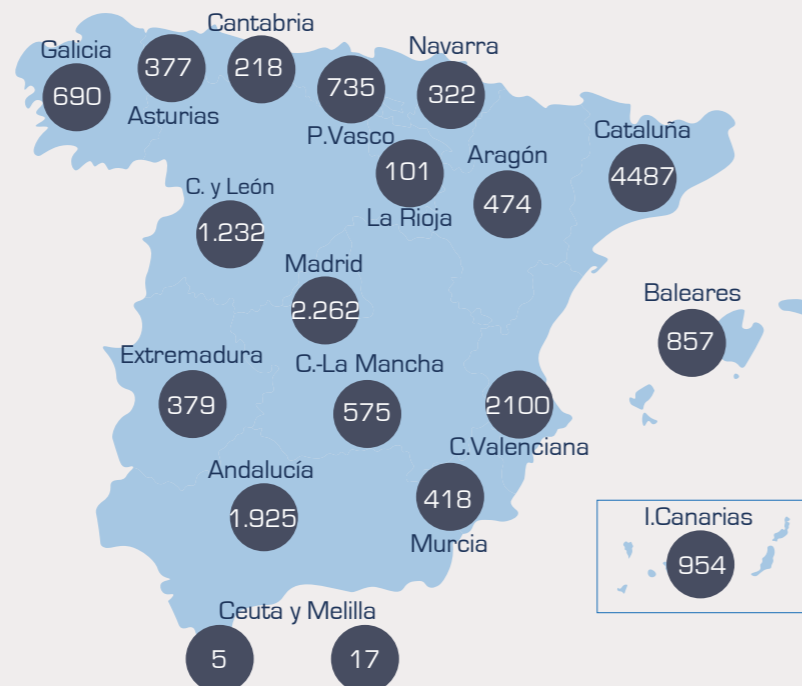 Cantabria
218
Galicia
690
377
Asturias
735
P.Vasco
Navarra
322
Cataluña
4487
101
La Rioja
Aragón
474
C. y León
1.232
Madrid
2.262
Baleares
857
Extremadura
379
C.-La Mancha
575
2100
C.Valenciana
Andalucía
1.925
418
Murcia
I.Canarias
954
Ceuta y Melilla
5
17